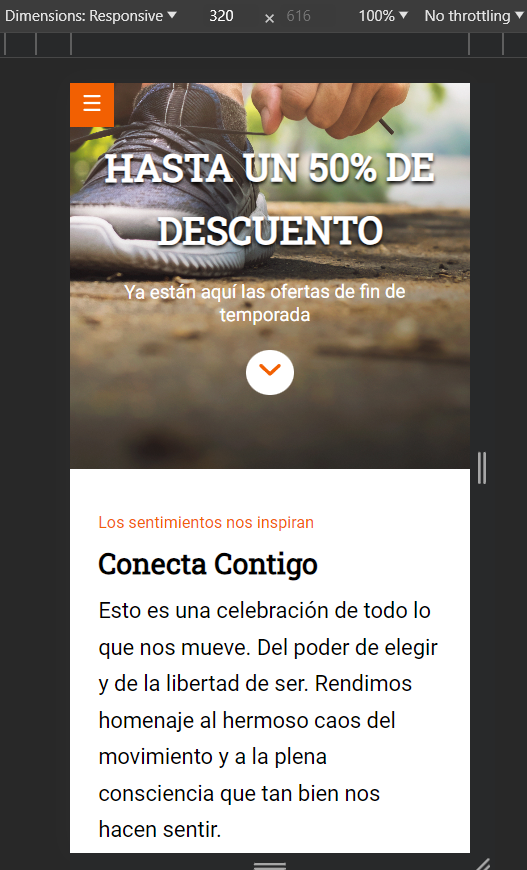 Dimensions: Responsive ▼ 320 × 616 100% ▼ No throttling ▼
HASTA UN 50% DE
DESCUENTO
Ya están aquí las ofertas de fin de
temporada
Los sentimientos nos inspiran
Conecta Contigo
Esto es una celebración de todo lo
que nos mueve. Del poder de elegir
y de la libertad de ser. Rendimos
homenaje al hermoso caos del
movimiento y a la plena
consciencia que tan bien nos
hacen sentir.